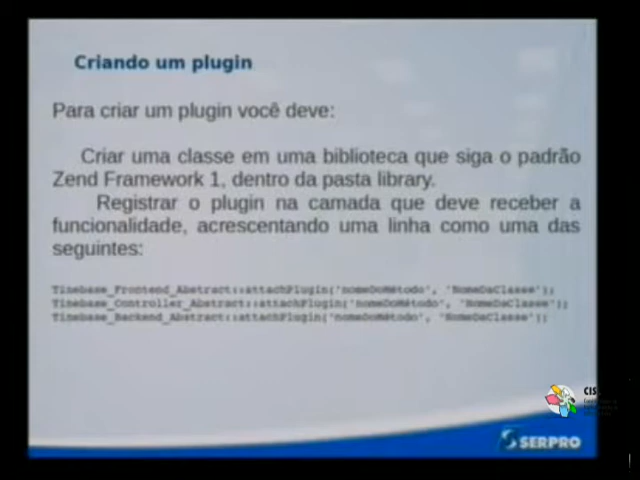 Criando um plugin
Para criar um plugin você deve:
Criar uma classe em uma biblioteca que siga o padrão
Zend Framework 1, dentro da pasta library.
Registrar o plugin na camada que deve receber a
funcionalidade, acrescentando uma linha como uma das
seguintes:
Tinebase_Frontend_Abstract::attachPlugin('nomeDoMétodo', 'NomeDaClasse');
Tinebase_Controller_Abstract::attachPlugin('nomeDoMétodo', 'NomeDaClasse');
Tinebase_Backend_Abstract::attachPlugin('nomeDoMétodo', 'NomeDaClasse');
CIS
SERPRO